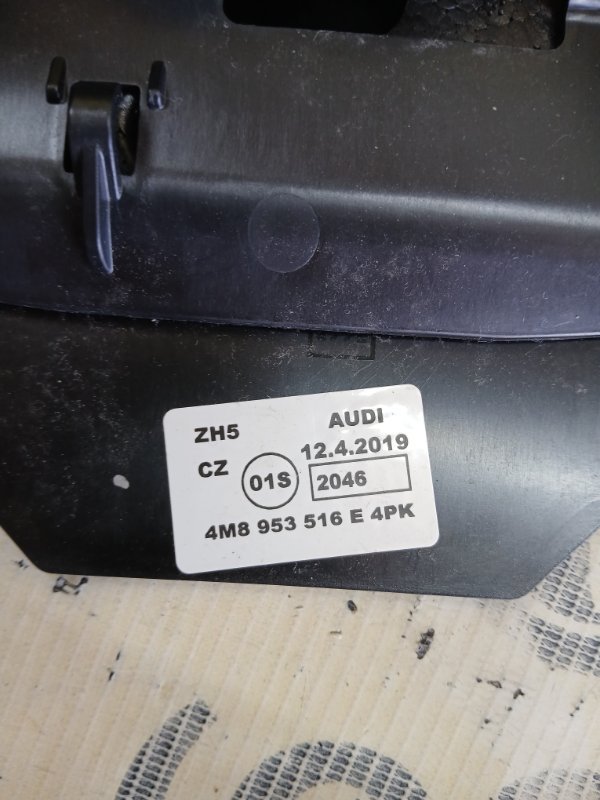 ZH5 AUDI
12.4.2019
CZ 01S 2046
4M8 953 516 E 4PK